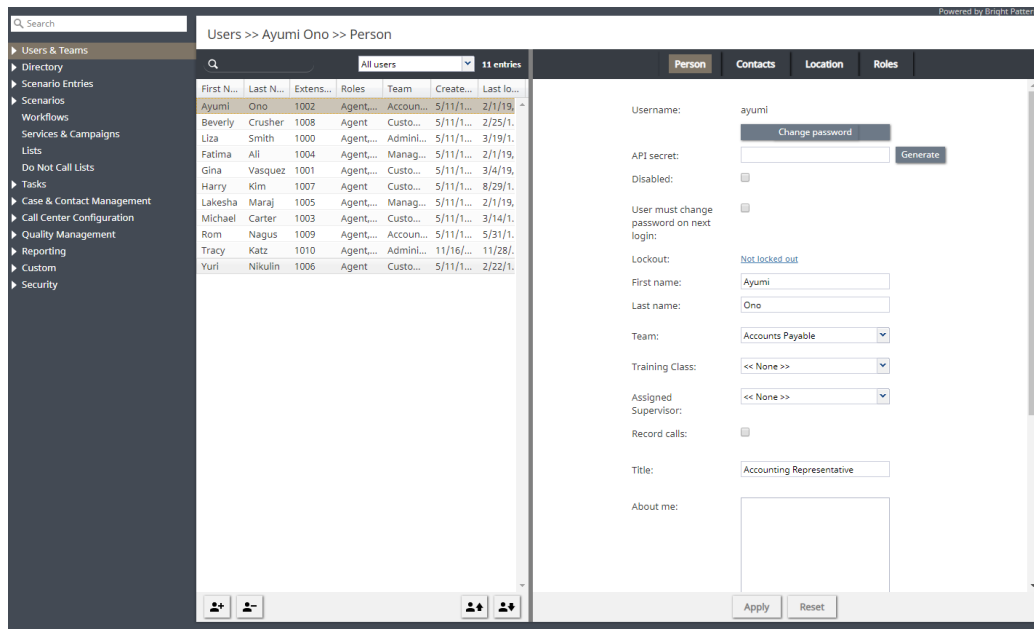 Powered by Bright Patter
Search
Users >> Ayumi Ono >> Person
Users & Teams
Directory
Scenario Entries
Scenarios
Workflows
Services & Campaigns
Lists
Do Not Call Lists
Tasks
Case & Contact Management
Call Center Configuration
Quality Management
Reporting
Custom
Security
All users 11 entries
First N... Last N... Extens... Roles Team Create... Last lo...
Ayumi Ono 1002 Agent,... Accoun... 5/11/1... 2/1/19,
Beverly Crusher 1008 Agent Custo... 5/11/1... 2/25/1.
Liza Smith 1000 Agent,... Admini... 5/11/1... 3/19/1.
Fatima Ali 1004 Agent,... Manag... 5/11/1... 2/1/19,
Gina Vasquez 1001 Agent,... Custo... 5/11/1... 3/4/19,
Harry Kim 1007 Agent Custo... 5/11/1... 8/29/1.
Lakesha Maraj 1005 Agent,... Manag... 5/11/1... 2/1/19,
Michael Carter 1003 Agent,... Custo... 5/11/1... 3/14/1.
Rom Nagus 1009 Agent,... Accoun... 5/11/1... 5/31/1.
Tracy Katz 1010 Agent,... Admini... 11/16/... 11/28/.
Yuri Nikulin 1006 Agent Custo... 5/11/1... 2/22/1.
Person Contacts Location Roles
Username: ayumi
Change password
API secret: Generate
Disabled:
User must change
password on next
login:
Lockout: Not locked out
First name: Ayumi
Last name: Ono
Team: Accounts Payable
Training Class: << None >>
Assigned << None >>
Supervisor:
Record calls:
Title: Accounting Representative
About me:
Apply Reset